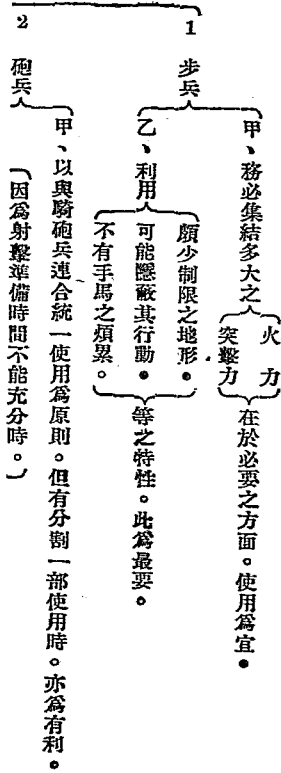 1 步兵
甲、務必集結多大之
火力
突擊力
在於必要之方面。使用爲宜●
乙、利用
頗少制限之地形●
可能隱蔽其行動●
不有手馬之煩累。
等之特性。此爲最要。
2 砲兵
甲、以與騎砲兵連合統一使用爲原則。但有分割一部使用時。亦爲有利。
(因爲射擊準備時間不能充分時。)